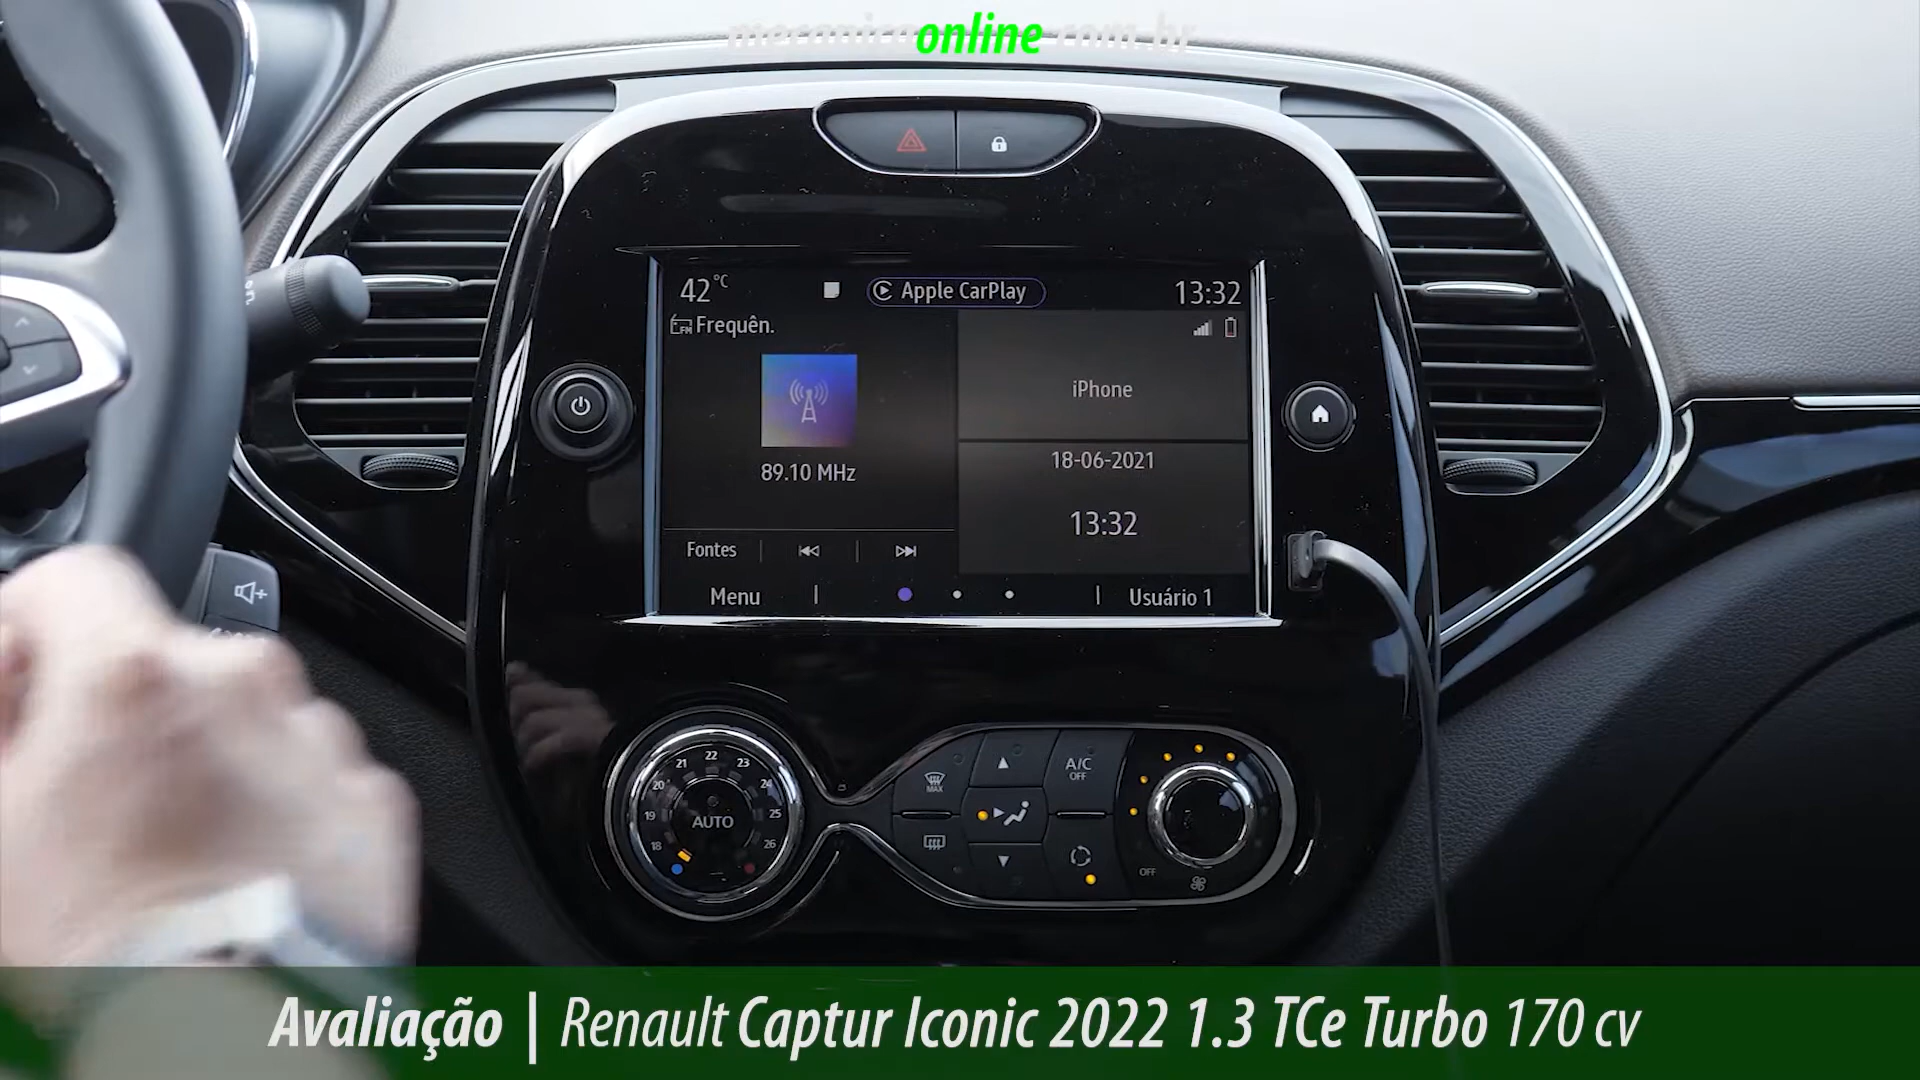 mecanicaonline.com.br
42°C
Apple CarPlay
13:32
FM Frequên.
iPhone
89.10 MHz
18-06-2021
13:32
Fontes
Menu
Usuário 1
18 19 20 21 22 23 24 25 26
AUTO
MAX
A/C
OFF
OFF
Avaliação | Renault Captur Iconic 2022 1.3 TCe Turbo 170 cv